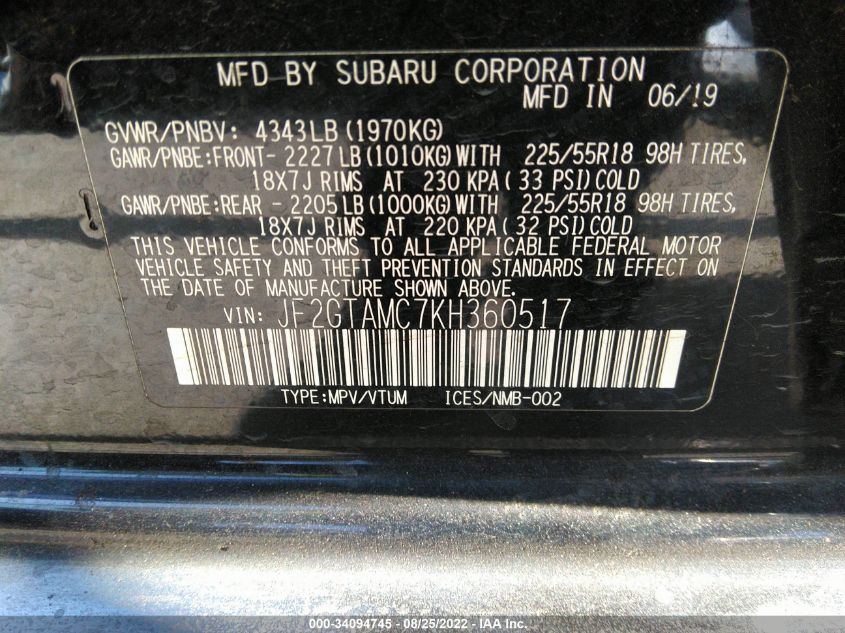 MFD BY SUBARU CORPORATION
MFD IN 06/19
GVWR/PNBV: 4343LB (1970KG)
GAWR/PNBE:FRONT- 2227LB (1010KG) WITH 225/55R18 98H TIRES,
18X7J RIMS AT 230 KPA ( 33 PSI) COLD
GAWR/PNBE:REAR - 2205LB (1000KG) WITH 225/55R18 98H TIRES,
18X7J RIMS AT 220 KPA ( 32 PSI) COLD
THIS VEHICLE CONFORMS TO ALL APPLICABLE FEDERAL MOTOR
VEHICLE SAFETY AND THEFT PREVENTION STANDARDS IN EFFECT ON
THE DATE OF MANUFACTURE SHOWN ABOVE.
VIN: JF2GTAMC7KH360517
TYPE:MPV/VTUM ICES/NMB-002
000-34094745 - 08/25/2022 - IAA Inc.